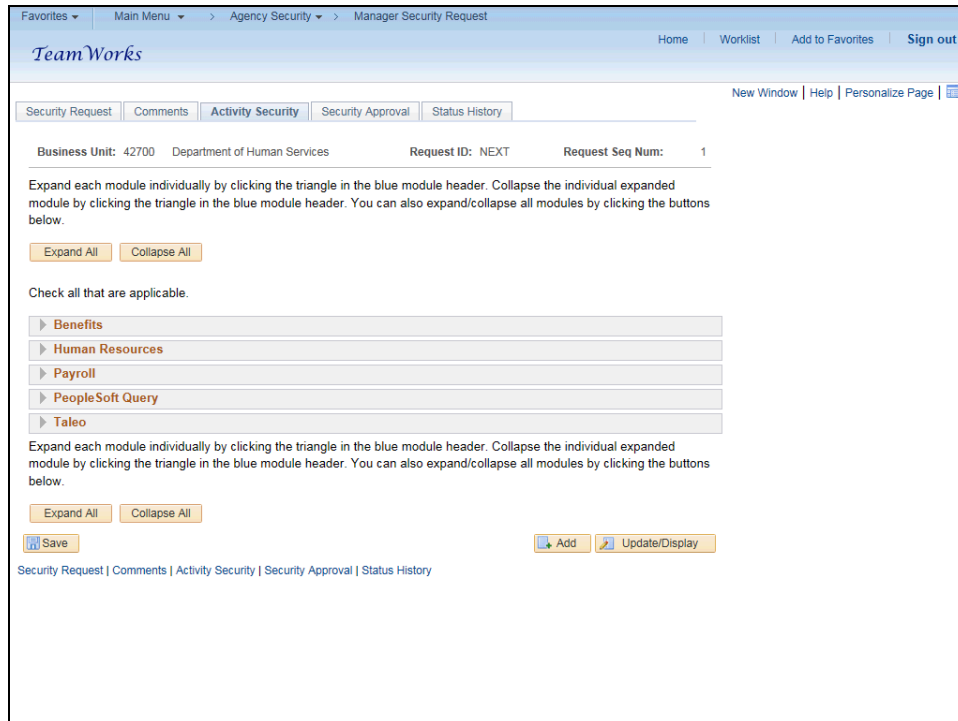 Favorites Main Menu > Agency Security > Manager Security Request
TeamWorks
Home Worklist Add to Favorites Sign out
New Window | Help | Personalize Page |
Security Request Comments Activity Security Security Approval Status History
Business Unit: 42700 Department of Human Services Request ID: NEXT Request Seq Num: 1
Expand each module individually by clicking the triangle in the blue module header. Collapse the individual expanded
module by clicking the triangle in the blue module header. You can also expand/collapse all modules by clicking the buttons
below.
Expand All Collapse All
Check all that are applicable.
Benefits
Human Resources
Payroll
PeopleSoft Query
Taleo
Expand each module individually by clicking the triangle in the blue module header. Collapse the individual expanded
module by clicking the triangle in the blue module header. You can also expand/collapse all modules by clicking the buttons
below.
Expand All Collapse All
Save Add Update/Display
Security Request | Comments | Activity Security | Security Approval | Status History